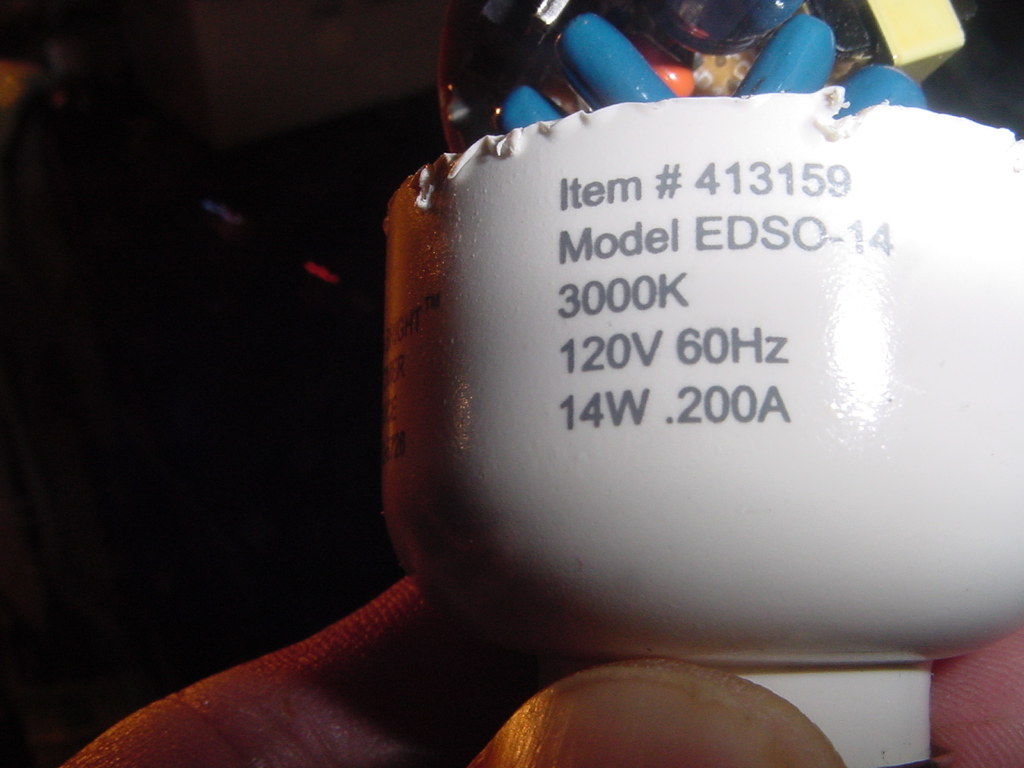 Item # 413159
Model EDSO-14
3000K
120V 60Hz
14W .200A